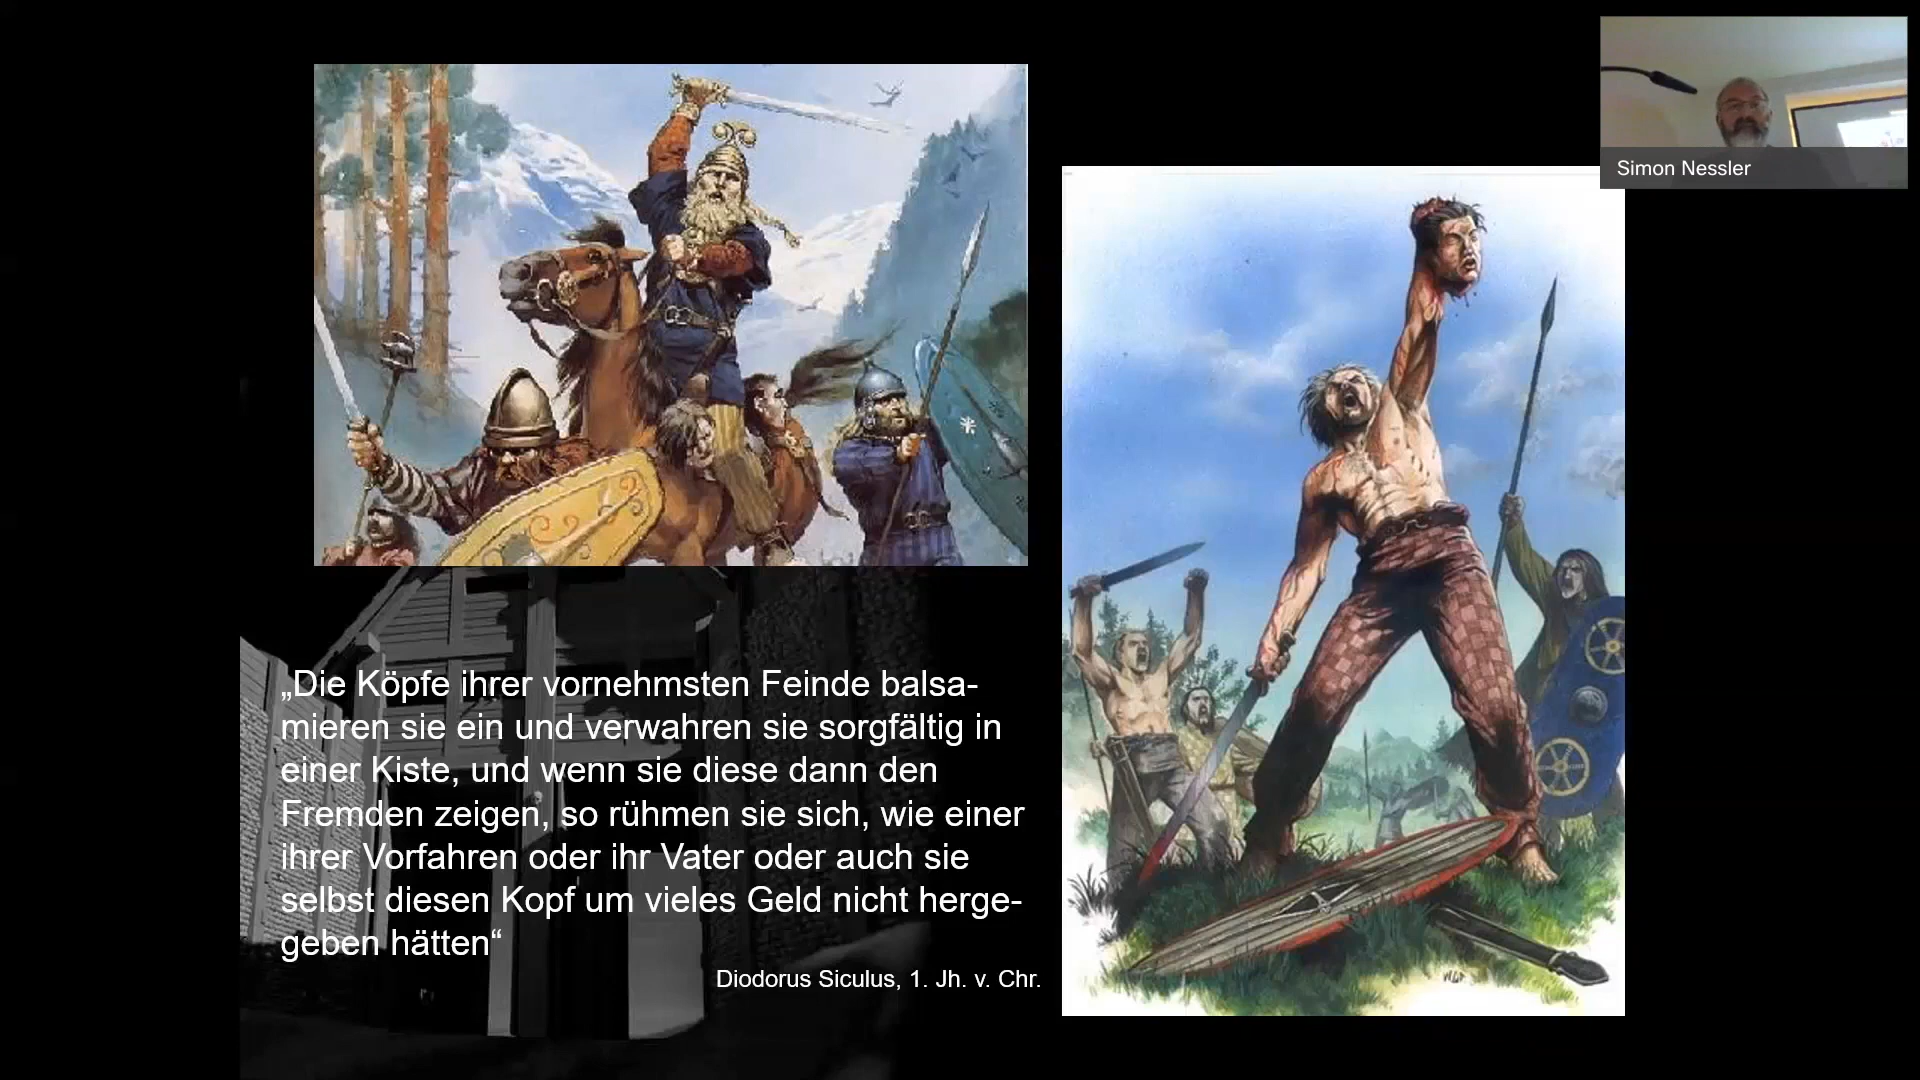 Simon Nessler
„Die Köpfe ihrer vornehmsten Feinde balsa-
mieren sie ein und verwahren sie sorgfältig in
einer Kiste, und wenn sie diese dann den
Fremden zeigen, so rühmen sie sich, wie einer
ihrer Vorfahren oder ihr Vater oder auch sie
selbst diesen Kopf um vieles Geld nicht herge-
geben hätten“
Diodorus Siculus, 1. Jh. v. Chr.